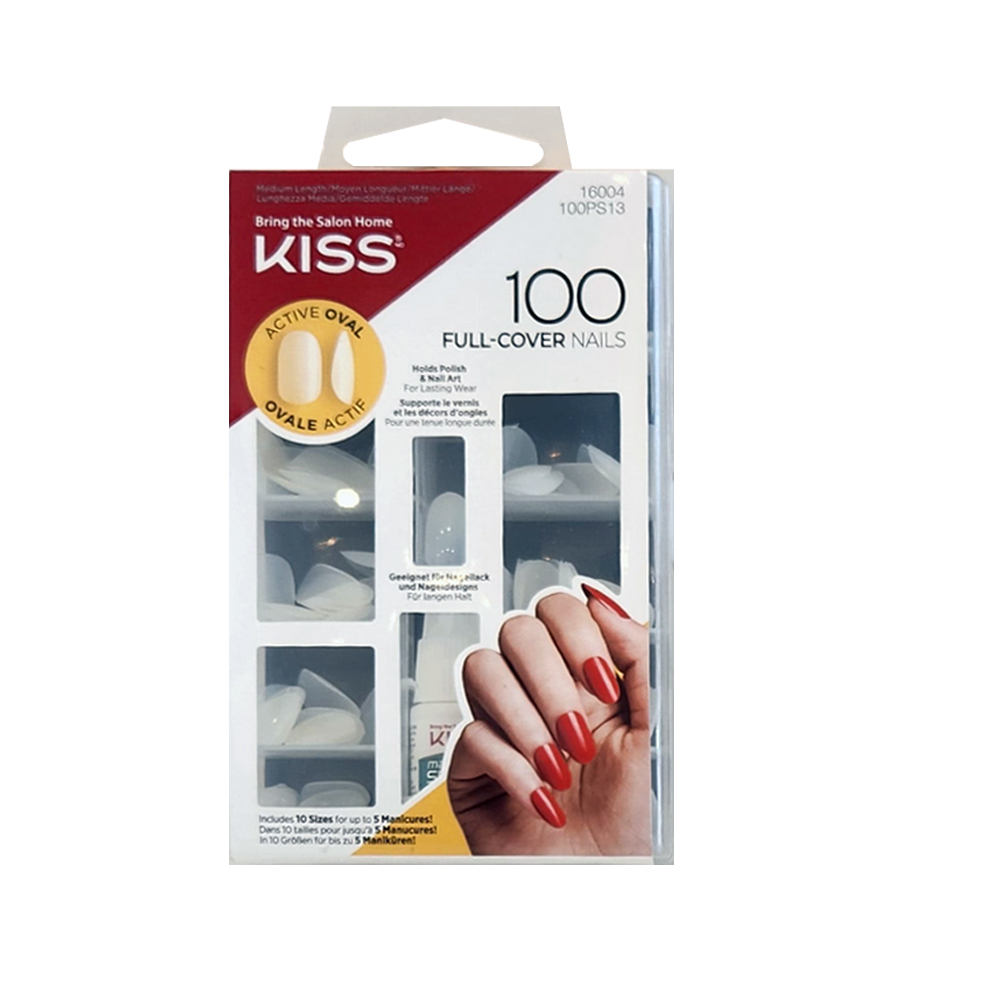 Medium Length/Moyen Longueur/Mittler Länge/
Lunghezza Media/Gemiddelde Lengte
16004
100PS13
Bring the Salon Home
KISS®
100
FULL-COVER NAILS
ACTIVE OVAL
OVALE ACTIF
Holds Polish
& Nail Art
For Lasting Wear
Supporte le vernis
et les décors d'ongles
Pour une tenue longue durée
Geeignet für Nagellack
und Nageldesigns
Für langen Halt
Bring the
KI
Includes 10 Sizes for up to 5 Manicures!
Dans 10 tailles pour jusqu'à 5 Manucures!
In 10 Größen für bis zu 5 Maniküren!